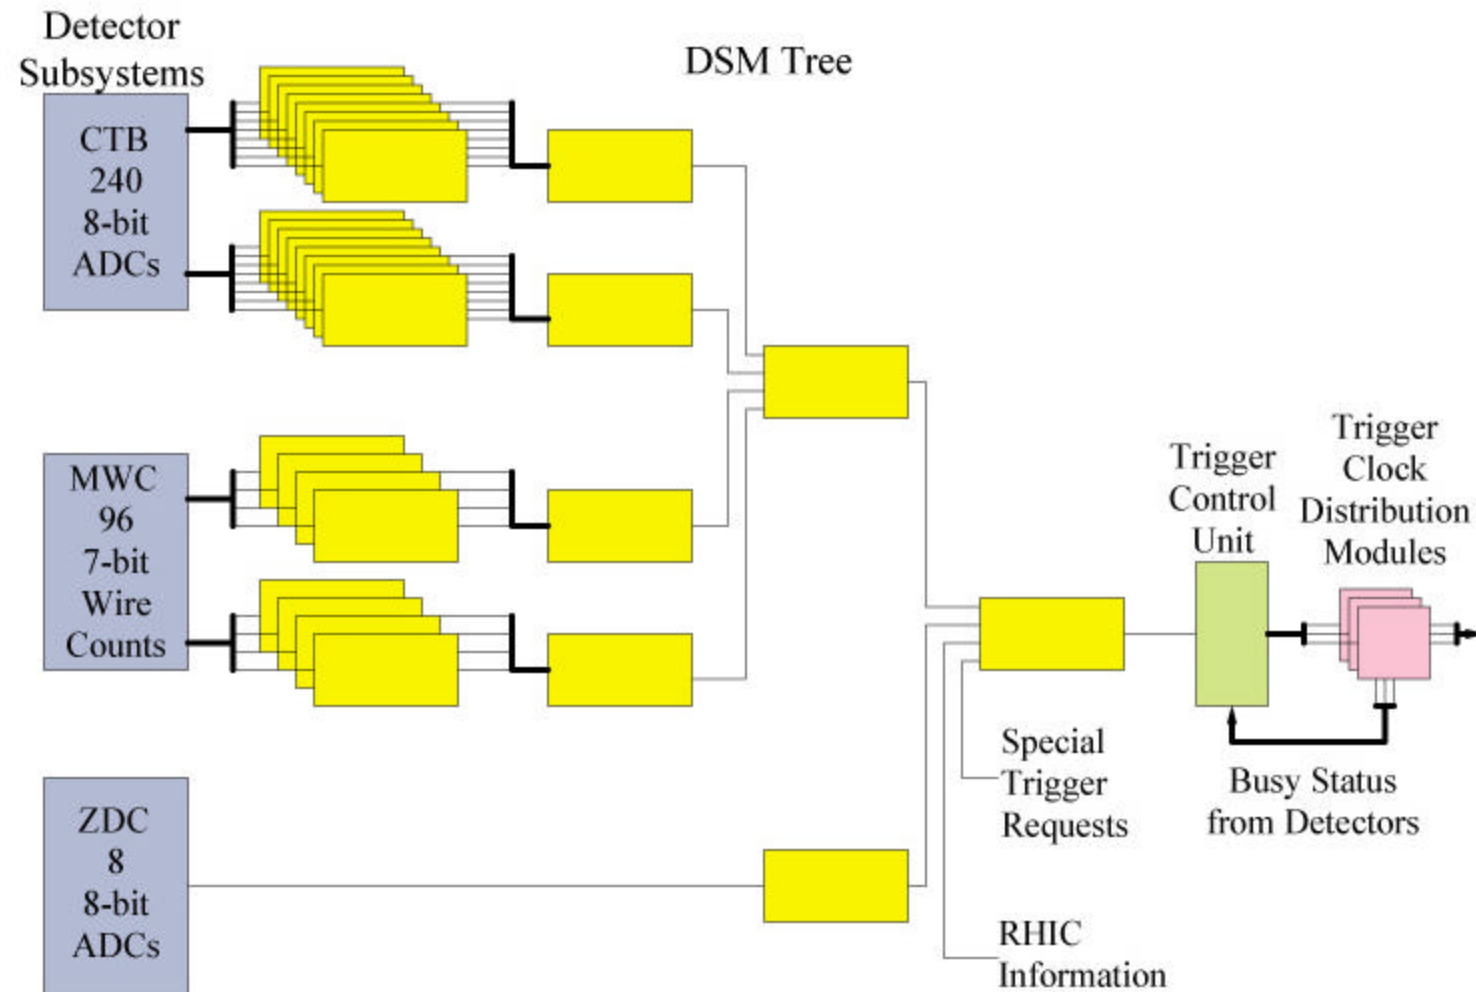 Detector
Subsystems
DSM Tree
CTB
240
8-bit
ADCs
MWC
96
7-bit
Wire
Counts
ZDC
8
8-bit
ADCs
Trigger
Control
Unit
Trigger
Clock
Distribution
Modules
Special
Trigger
Requests
Busy Status
from Detectors
RHIC
Information